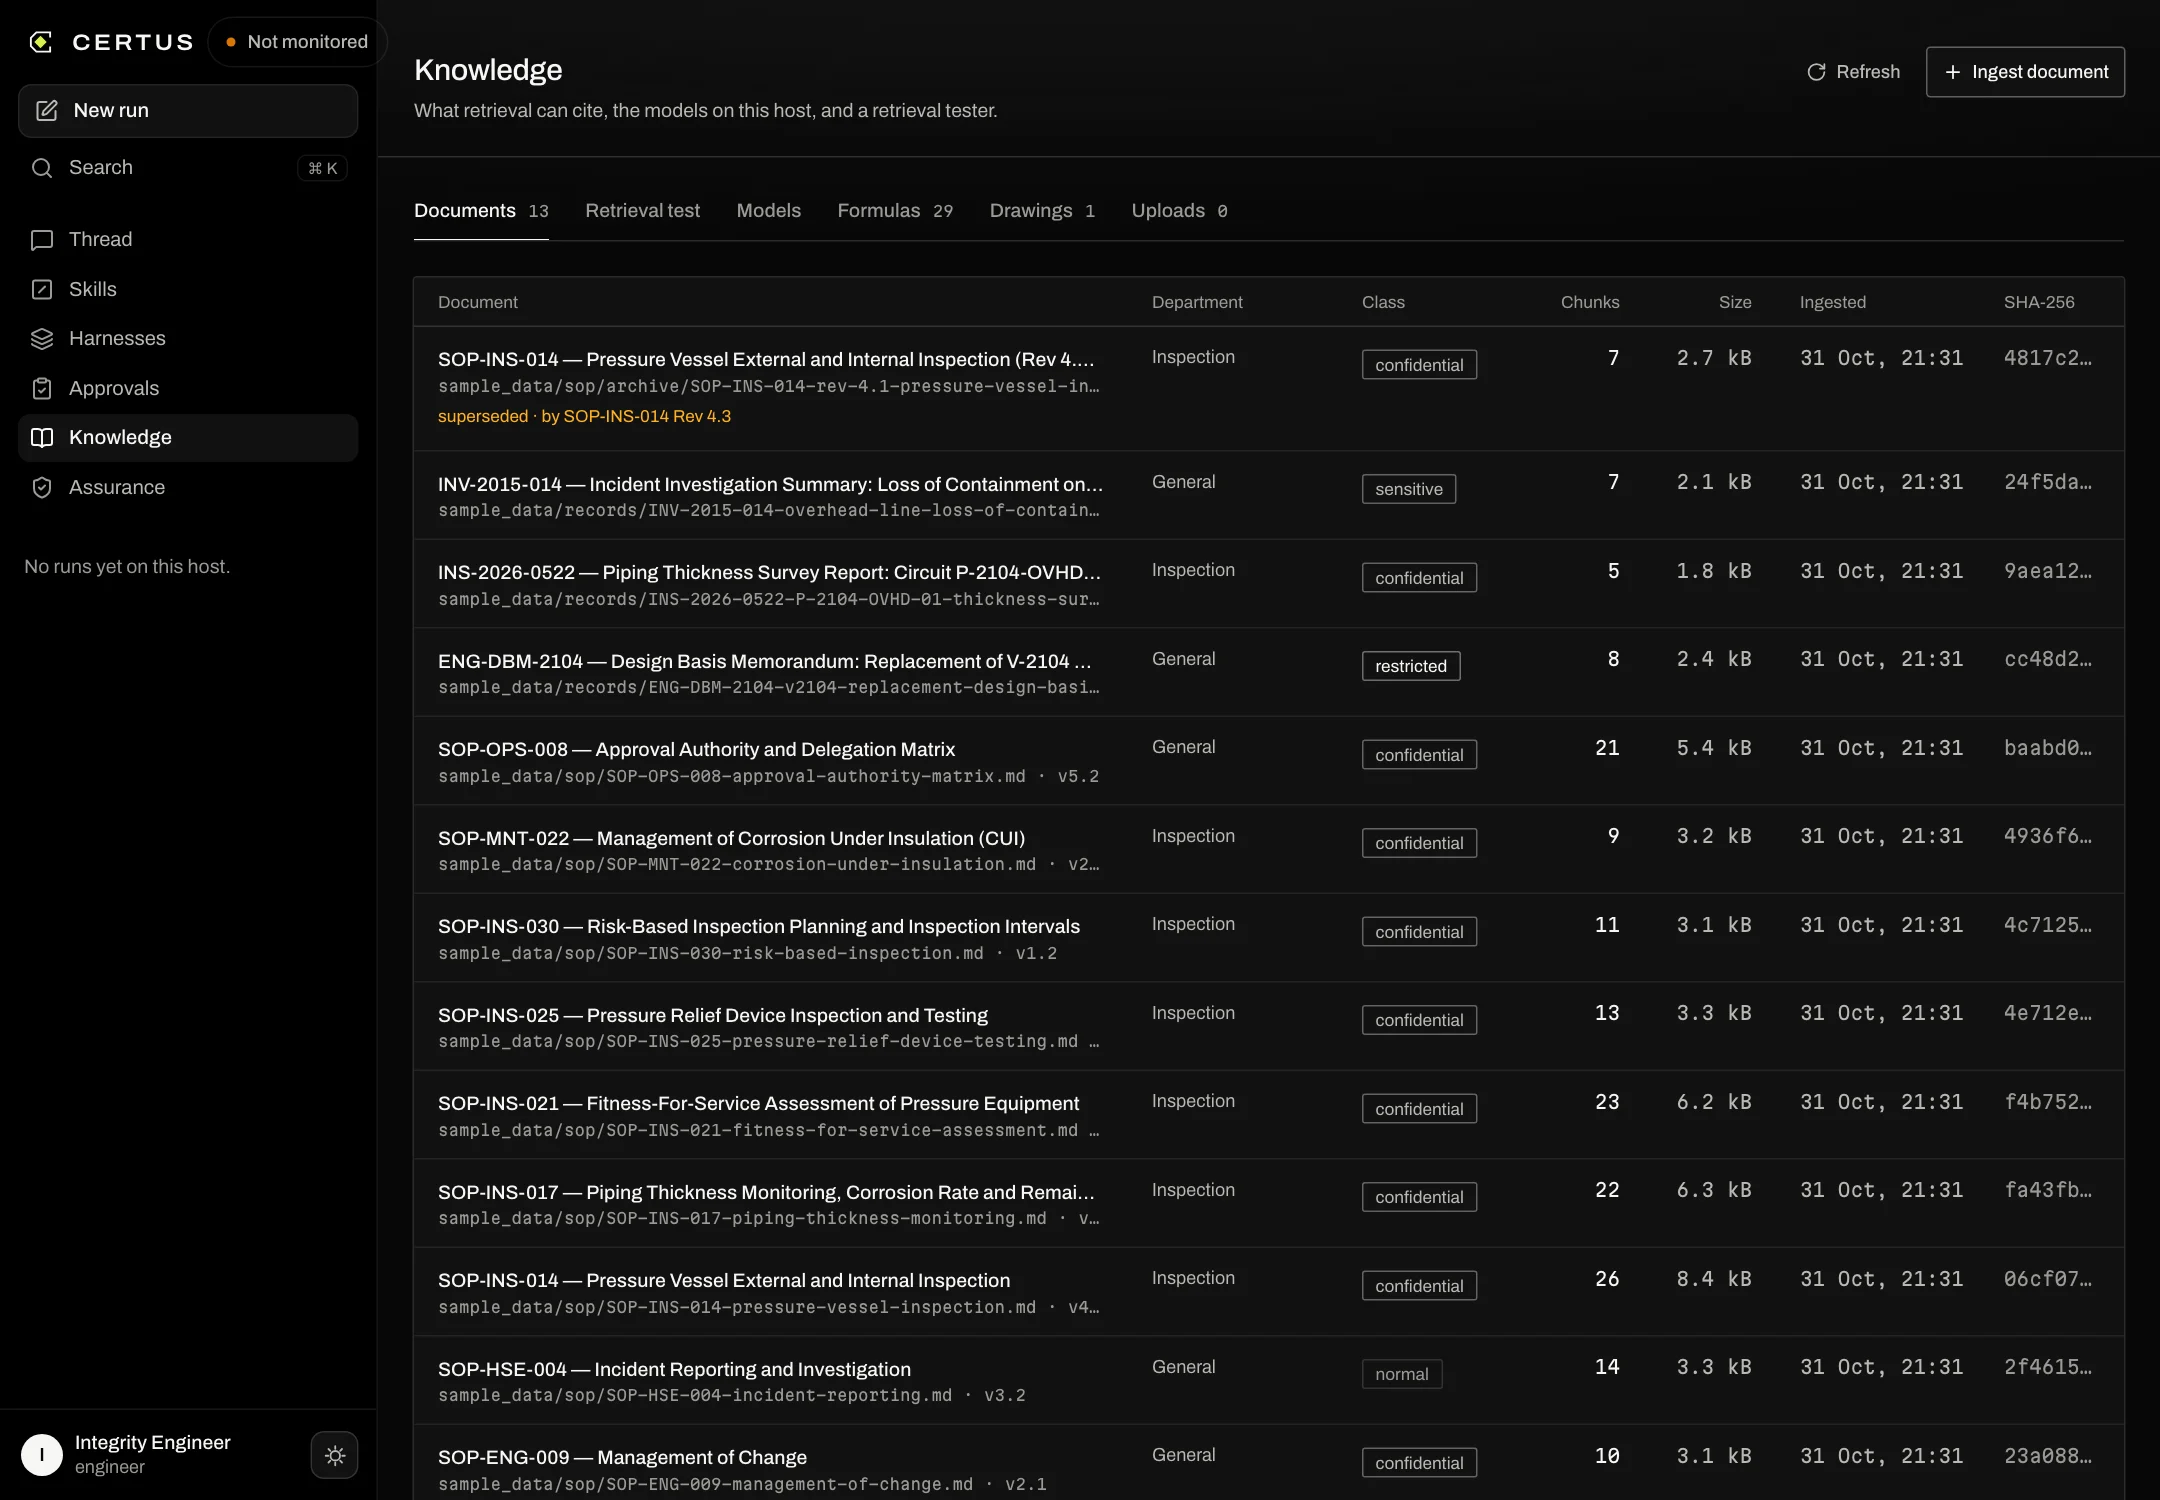 CERTUS
Not monitored
New run
Search
⌘ K
Thread
Skills
Harnesses
Approvals
Knowledge
Assurance
No runs yet on this host.
I
Integrity Engineer
engineer
Knowledge
What retrieval can cite, the models on this host, and a retrieval tester.
Refresh
+ Ingest document
Documents 13 Retrieval test Models Formulas 29 Drawings 1 Uploads 0
Document Department Class Chunks Size Ingested SHA-256
SOP-INS-014 — Pressure Vessel External and Internal Inspection (Rev 4.… Inspection confidential 7 2.7 kB 31 Oct, 21:31 4817c2…
sample_data/sop/archive/SOP-INS-014-rev-4.1-pressure-vessel-in…
superseded · by SOP-INS-014 Rev 4.3
INV-2015-014 — Incident Investigation Summary: Loss of Containment on… General sensitive 7 2.1 kB 31 Oct, 21:31 24f5da…
sample_data/records/INV-2015-014-overhead-line-loss-of-contain…
INS-2026-0522 — Piping Thickness Survey Report: Circuit P-2104-OVHD… Inspection confidential 5 1.8 kB 31 Oct, 21:31 9aea12…
sample_data/records/INS-2026-0522-P-2104-OVHD-01-thickness-sur…
ENG-DBM-2104 — Design Basis Memorandum: Replacement of V-2104 … General restricted 8 2.4 kB 31 Oct, 21:31 cc48d2…
sample_data/records/ENG-DBM-2104-v2104-replacement-design-basi…
SOP-OPS-008 — Approval Authority and Delegation Matrix General confidential 21 5.4 kB 31 Oct, 21:31 baabd0…
sample_data/sop/SOP-OPS-008-approval-authority-matrix.md · v5.2
SOP-MNT-022 — Management of Corrosion Under Insulation (CUI) Inspection confidential 9 3.2 kB 31 Oct, 21:31 4936f6…
sample_data/sop/SOP-MNT-022-corrosion-under-insulation.md · v2…
SOP-INS-030 — Risk-Based Inspection Planning and Inspection Intervals Inspection confidential 11 3.1 kB 31 Oct, 21:31 4c7125…
sample_data/sop/SOP-INS-030-risk-based-inspection.md · v1.2
SOP-INS-025 — Pressure Relief Device Inspection and Testing Inspection confidential 13 3.3 kB 31 Oct, 21:31 4e712e…
sample_data/sop/SOP-INS-025-pressure-relief-device-testing.md …
SOP-INS-021 — Fitness-For-Service Assessment of Pressure Equipment Inspection confidential 23 6.2 kB 31 Oct, 21:31 f4b752…
sample_data/sop/SOP-INS-021-fitness-for-service-assessment.md …
SOP-INS-017 — Piping Thickness Monitoring, Corrosion Rate and Remai… Inspection confidential 22 6.3 kB 31 Oct, 21:31 fa43fb…
sample_data/sop/SOP-INS-017-piping-thickness-monitoring.md · v…
SOP-INS-014 — Pressure Vessel External and Internal Inspection Inspection confidential 26 8.4 kB 31 Oct, 21:31 06cf07…
sample_data/sop/SOP-INS-014-pressure-vessel-inspection.md · v4…
SOP-HSE-004 — Incident Reporting and Investigation General normal 14 3.3 kB 31 Oct, 21:31 2f4615…
sample_data/sop/SOP-HSE-004-incident-reporting.md · v3.2
SOP-ENG-009 — Management of Change General confidential 10 3.1 kB 31 Oct, 21:31 23a088…
sample_data/sop/SOP-ENG-009-management-of-change.md · v2.1